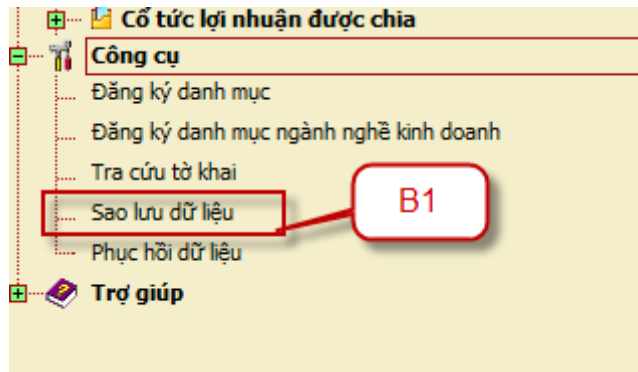 Cổ tức lợi nhuận được chia
Công cụ
Đăng ký danh mục
Đăng ký danh mục ngành nghề kinh doanh
Tra cứu tờ khai
Sao lưu dữ liệu
B1
Phục hồi dữ liệu
Trợ giúp